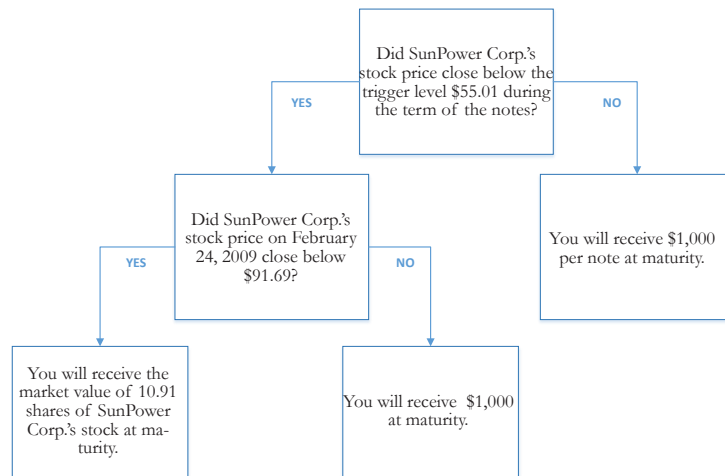 Did SunPower Corp.'s
stock price close below the
trigger level $55.01 during
the term of the notes?
YES
NO
Did SunPower Corp.'s
stock price on February
24, 2009 close below
$91.69?
You will receive $1,000
per note at maturity.
YES
NO
You will receive the
market value of 10.91
shares of SunPower
Corp.'s stock at ma-
turity.
You will receive $1,000
at maturity.